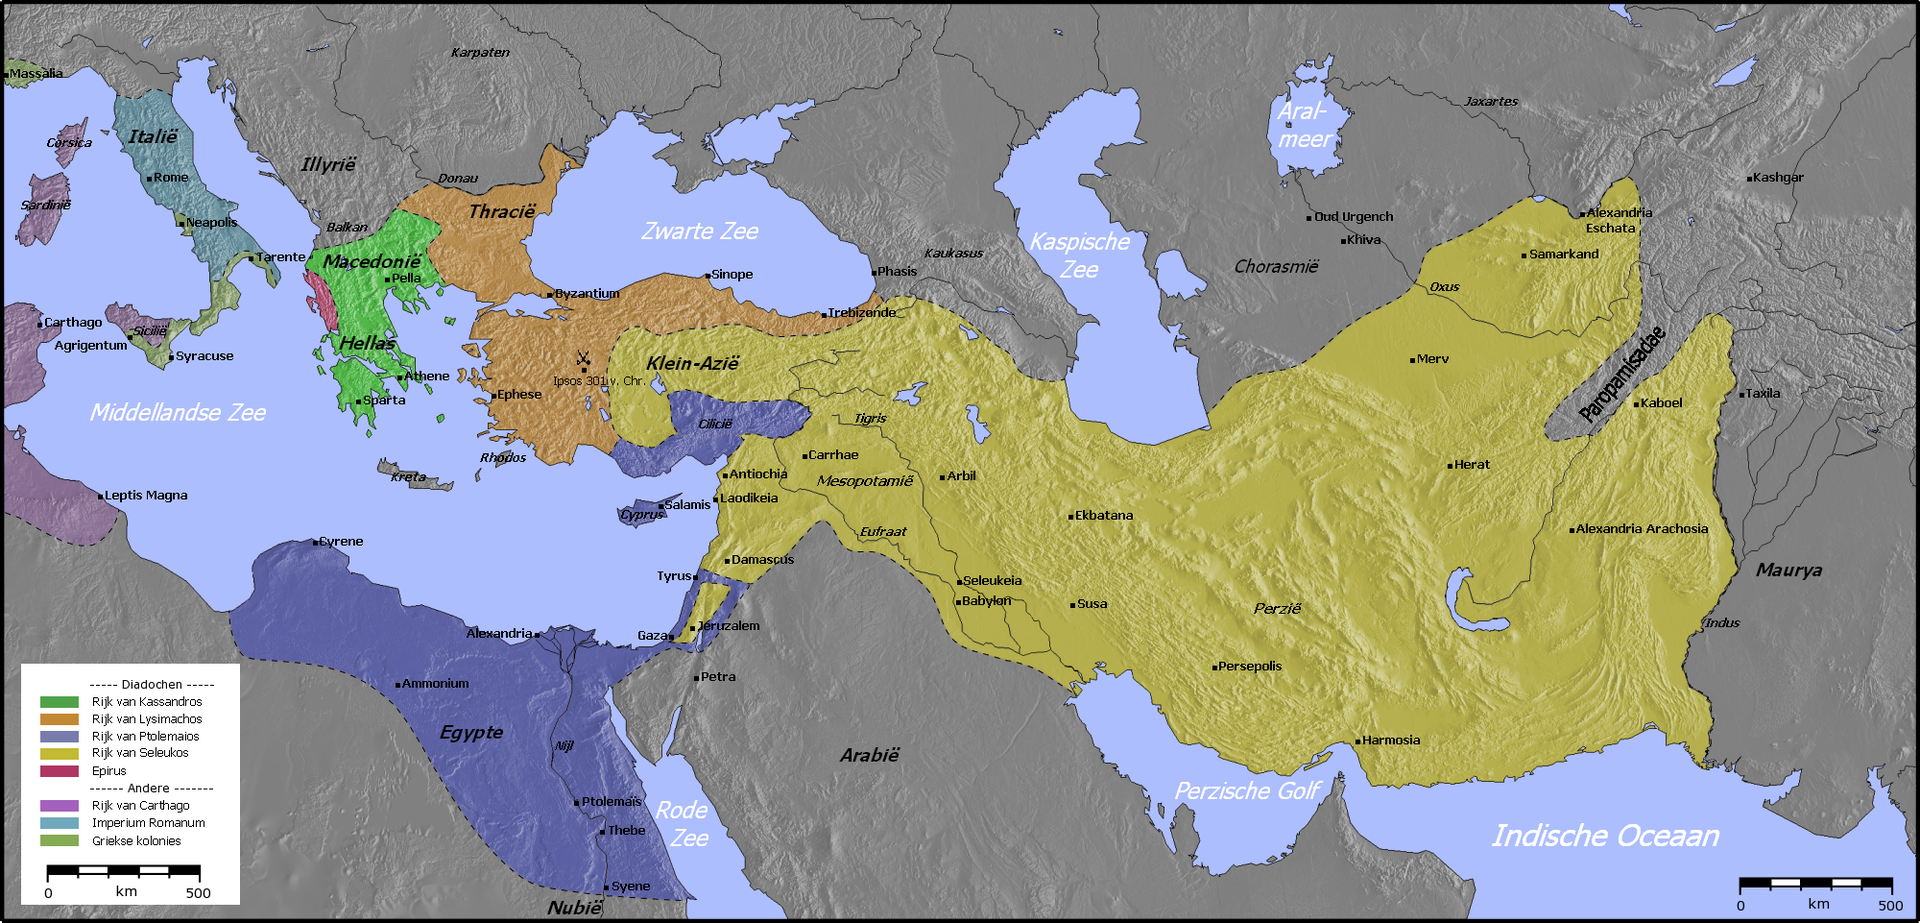 Karpaten
Massalia
Jaxartes
Aral-
meer
Italië
Corsica
Illyrië
Rome
Donau
Kashgar
Sardinië
Thracië
Alexandria
Eschata
Oud Urgench
Neapolis
Balkan
Zwarte Zee
Khiva
Kaspische
Zee
Kaukasus
Samarkand
Tarente
Macedonië
Chorasmië
Pella
Sinope
Phasis
Oxus
Byzantium
Trebizonde
Carthago
Sicilië
Agrigentum
Syracuse
Hellas
Paropamisadae
Klein-Azië
Merv
Athene
Ipsos 301 v. Chr.
Ephese
Sparta
Taxila
Kaboel
Middellandse Zee
Cilicië
Tigris
Rhodos
Carrhae
Herat
Kreta
Antiochia
Mesopotamië
Arbil
Leptis Magna
Laodikeia
Salamis
Cyprus
Ekbatana
Eufraat
Alexandria Arachosia
Cyrene
Damascus
Tyrus
Seleukeia
Maurya
Babylon
Susa
Perzië
Jeruzalem
Indus
Alexandria
Gaza
Persepolis
Petra
Ammonium
Egypte
Nijl
Arabië
Harmosia
Perzische Golf
Ptolemaïs
Rode
Zee
Thebe
Indische Oceaan
Syene
Nubië
Diadochen
Rijk van Kassandros
Rijk van Lysimachos
Rijk van Ptolemaios
Rijk van Seleukos
Epirus
Andere
Rijk van Carthago
Imperium Romanum
Griekse kolonies
0 km 500
0 km 500